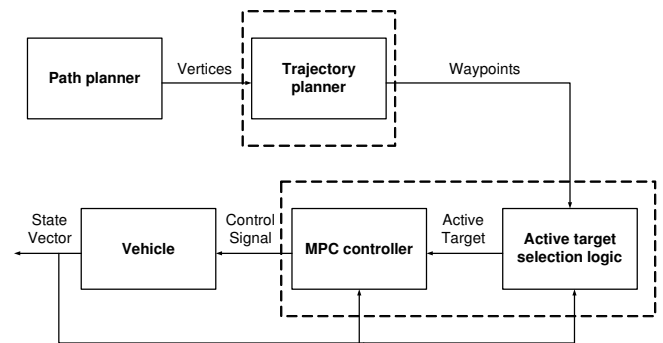 Path planner
Vertices
Trajectory
planner
Waypoints
State
Vector
Vehicle
Control
Signal
MPC controller
Active
Target
Active target
selection logic